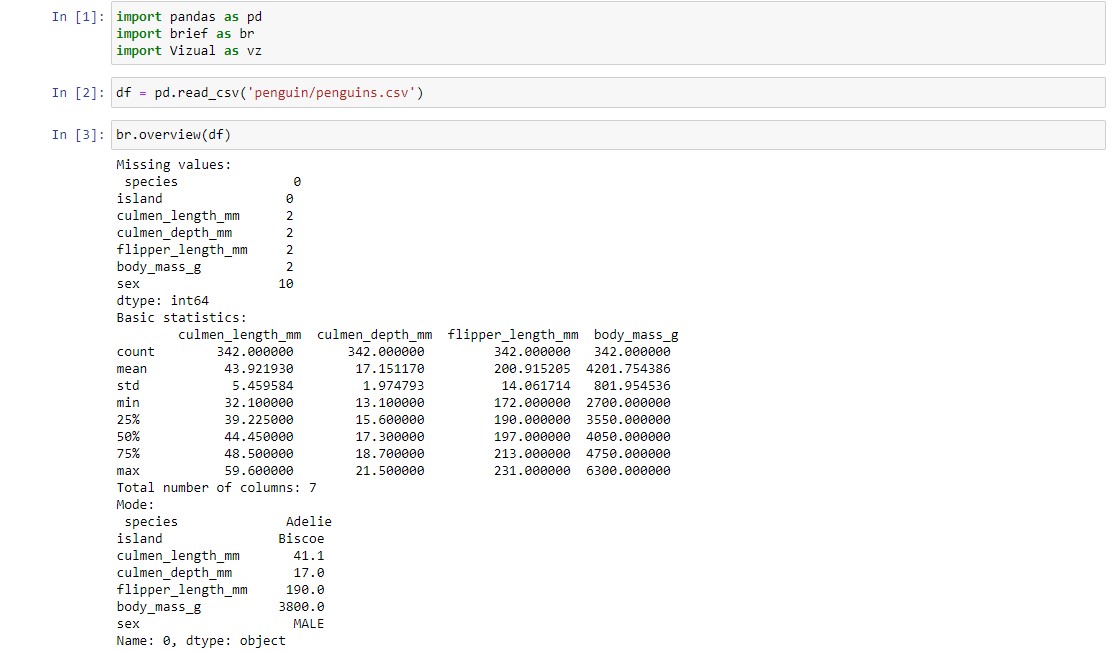 In [1]: import pandas as pd
import brief as br
import Vizual as vz
In [2]: df = pd.read_csv('penguin/penguins.csv')
In [3]: br.overview(df)
Missing values:
species 0
island 0
culmen_length_mm 2
culmen_depth_mm 2
flipper_length_mm 2
body_mass_g 2
sex 10
dtype: int64
Basic statistics:
culmen_length_mm culmen_depth_mm flipper_length_mm body_mass_g
count 342.000000 342.000000 342.000000 342.000000
mean 43.921930 17.151170 200.915205 4201.754386
std 5.459584 1.974793 14.061714 801.954536
min 32.100000 13.100000 172.000000 2700.000000
25% 39.225000 15.600000 190.000000 3550.000000
50% 44.450000 17.300000 197.000000 4050.000000
75% 48.500000 18.700000 213.000000 4750.000000
max 59.600000 21.500000 231.000000 6300.000000
Total number of columns: 7
Mode:
species Adelie
island Biscoe
culmen_length_mm 41.1
culmen_depth_mm 17.0
flipper_length_mm 190.0
body_mass_g 3800.0
sex MALE
Name: 0, dtype: object